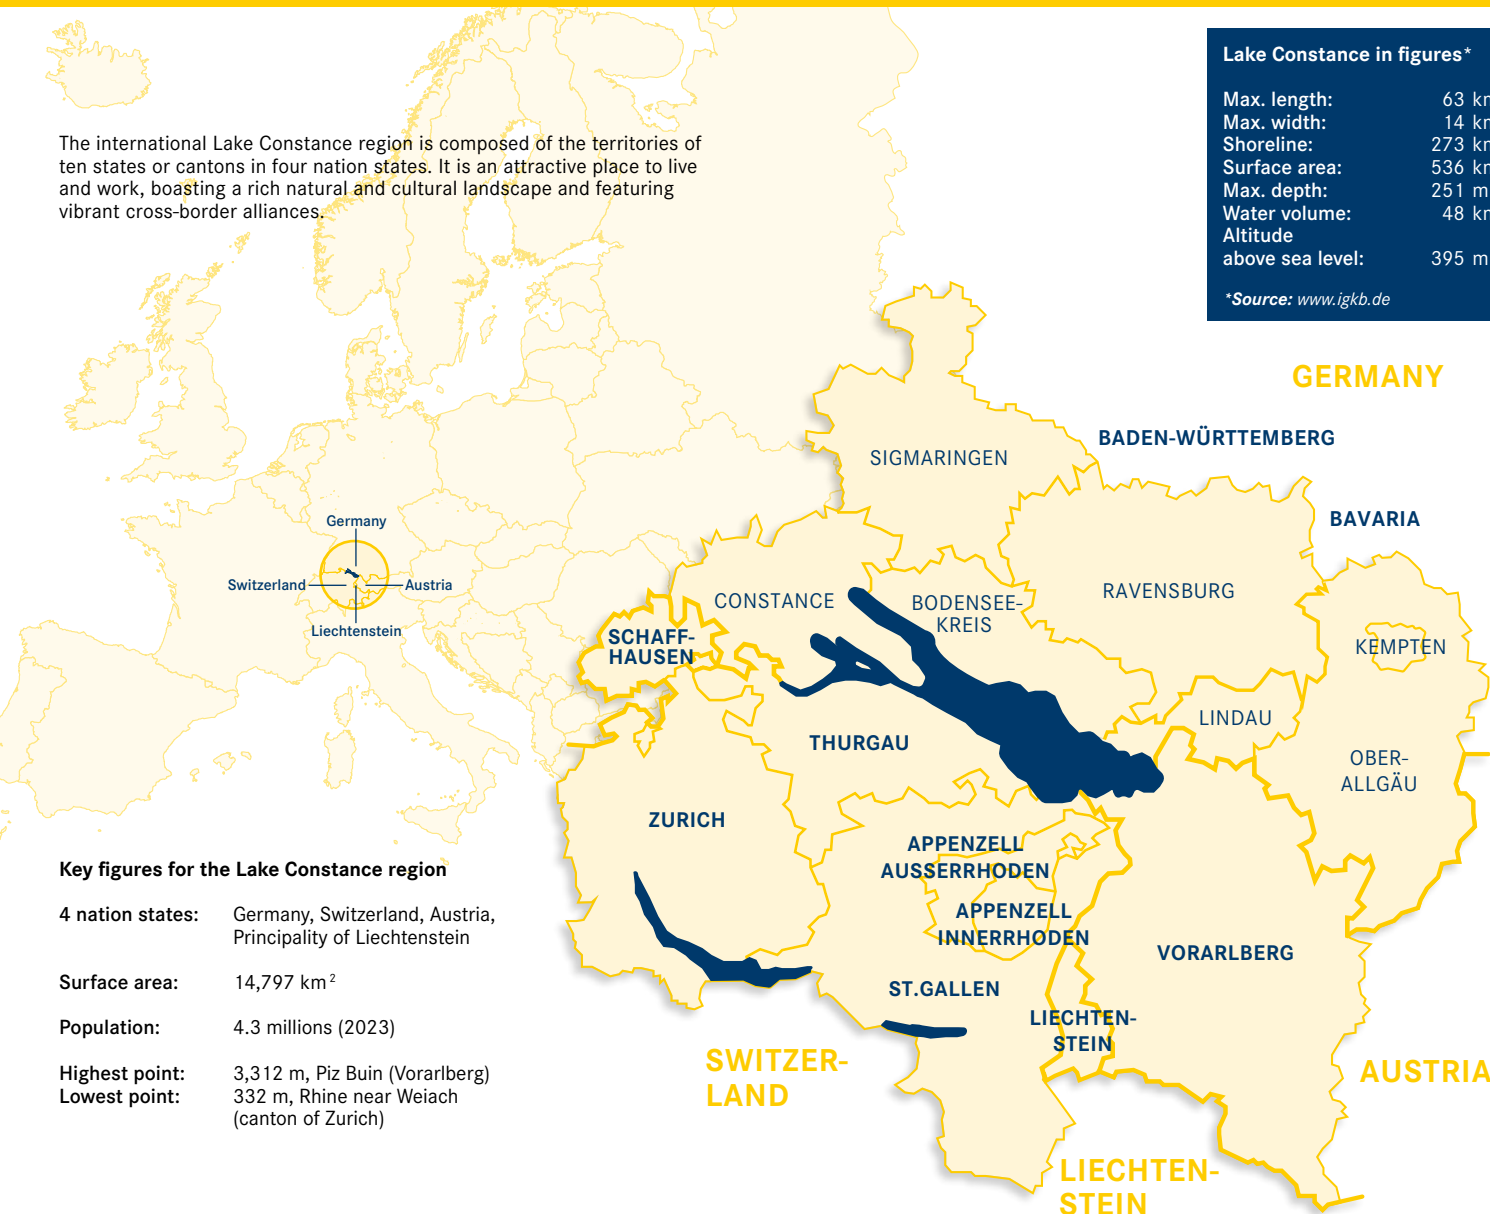 The international Lake Constance region is composed of the territories of
ten states or cantons in four nation states. It is an attractive place to live
and work, boasting a rich natural and cultural landscape and featuring
vibrant cross-border alliances.
Lake Constance in figures*
Max. length: 63 km
Max. width: 14 km
Shoreline: 273 km
Surface area: 536 km
Max. depth: 251 m
Water volume: 48 km
Altitude
above sea level: 395 m
*Source: www.igkb.de
GERMANY
BADEN-WÜRTTEMBERG
SIGMARINGEN
BAVARIA
Germany
Switzerland
Austria
Liechtenstein
CONSTANCE
BODENSEE-
KREIS
RAVENSBURG
SCHAFF-
HAUSEN
KEMPTEN
LINDAU
THURGAU
OBER-
ALLGÄU
ZURICH
APPENZELL
AUSSERRHODEN
APPENZELL
INNERRHODEN
VORARLBERG
ST.GALLEN
LIECHTEN-
STEIN
SWITZER-
LAND
AUSTRIA
LIECHTEN-
STEIN
Key figures for the Lake Constance region
4 nation states: Germany, Switzerland, Austria,
Principality of Liechtenstein
Surface area: 14,797 km²
Population: 4.3 millions (2023)
Highest point: 3,312 m, Piz Buin (Vorarlberg)
Lowest point: 332 m, Rhine near Weiach
(canton of Zurich)